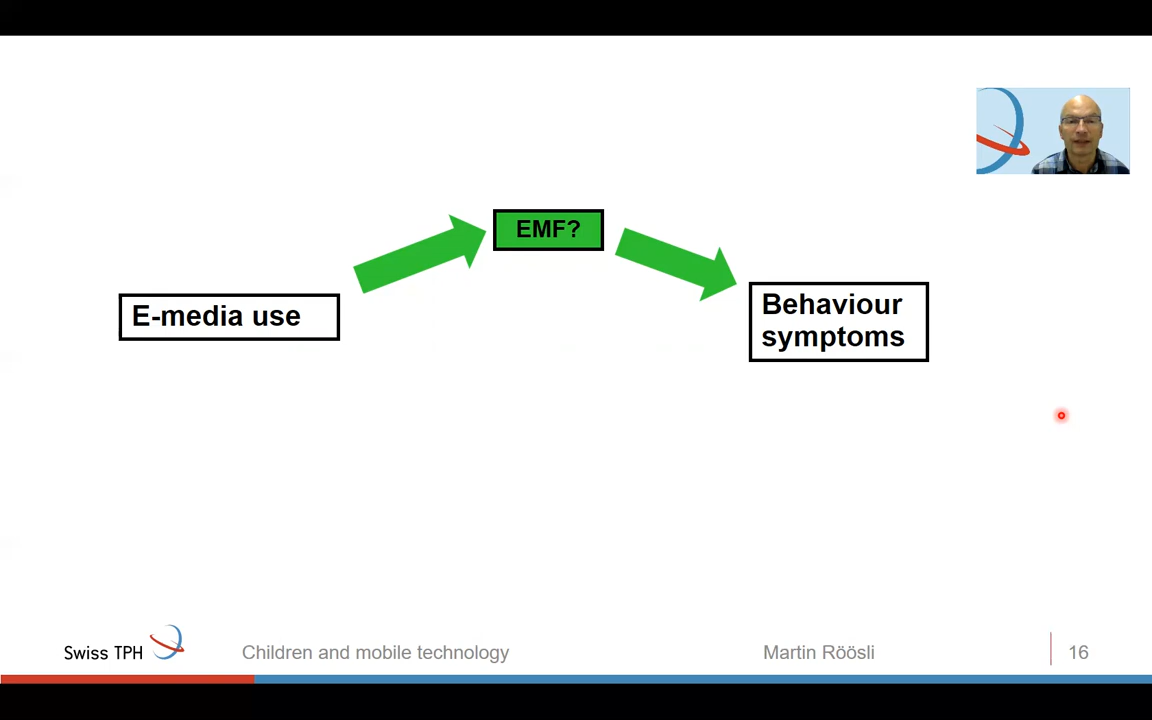 EMF?
E-media use
Behaviour
symptoms
Swiss TPH
Children and mobile technology
Martin Röösli
16